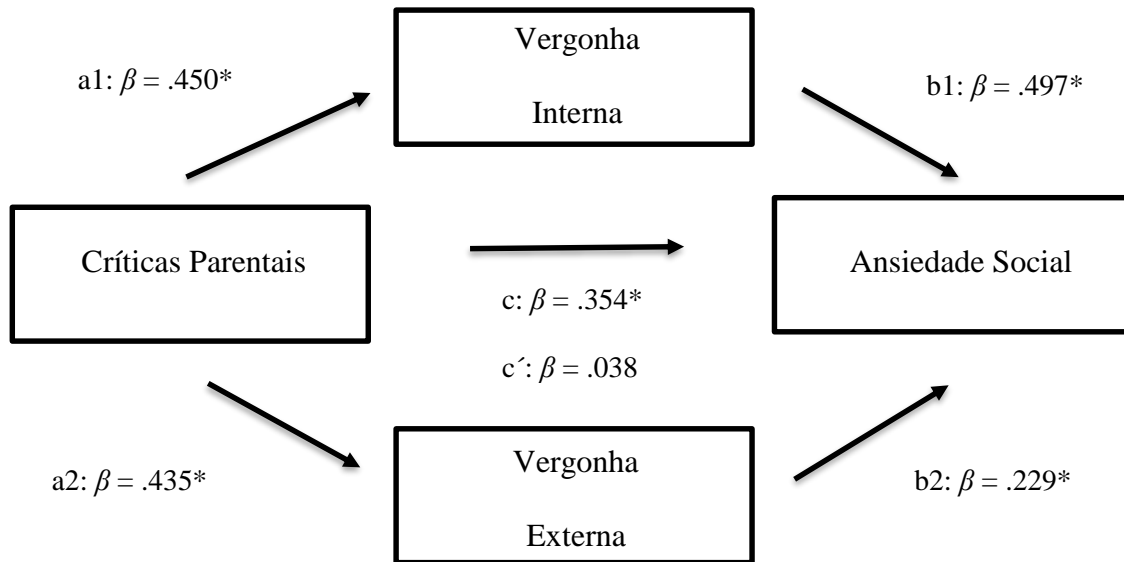 Vergonha
Interna
a1: β = .450*
b1: β = .497*
Críticas Parentais
Ansiedade Social
c: β = .354*
c´: β = .038
Vergonha
Externa
a2: β = .435*
b2: β = .229*